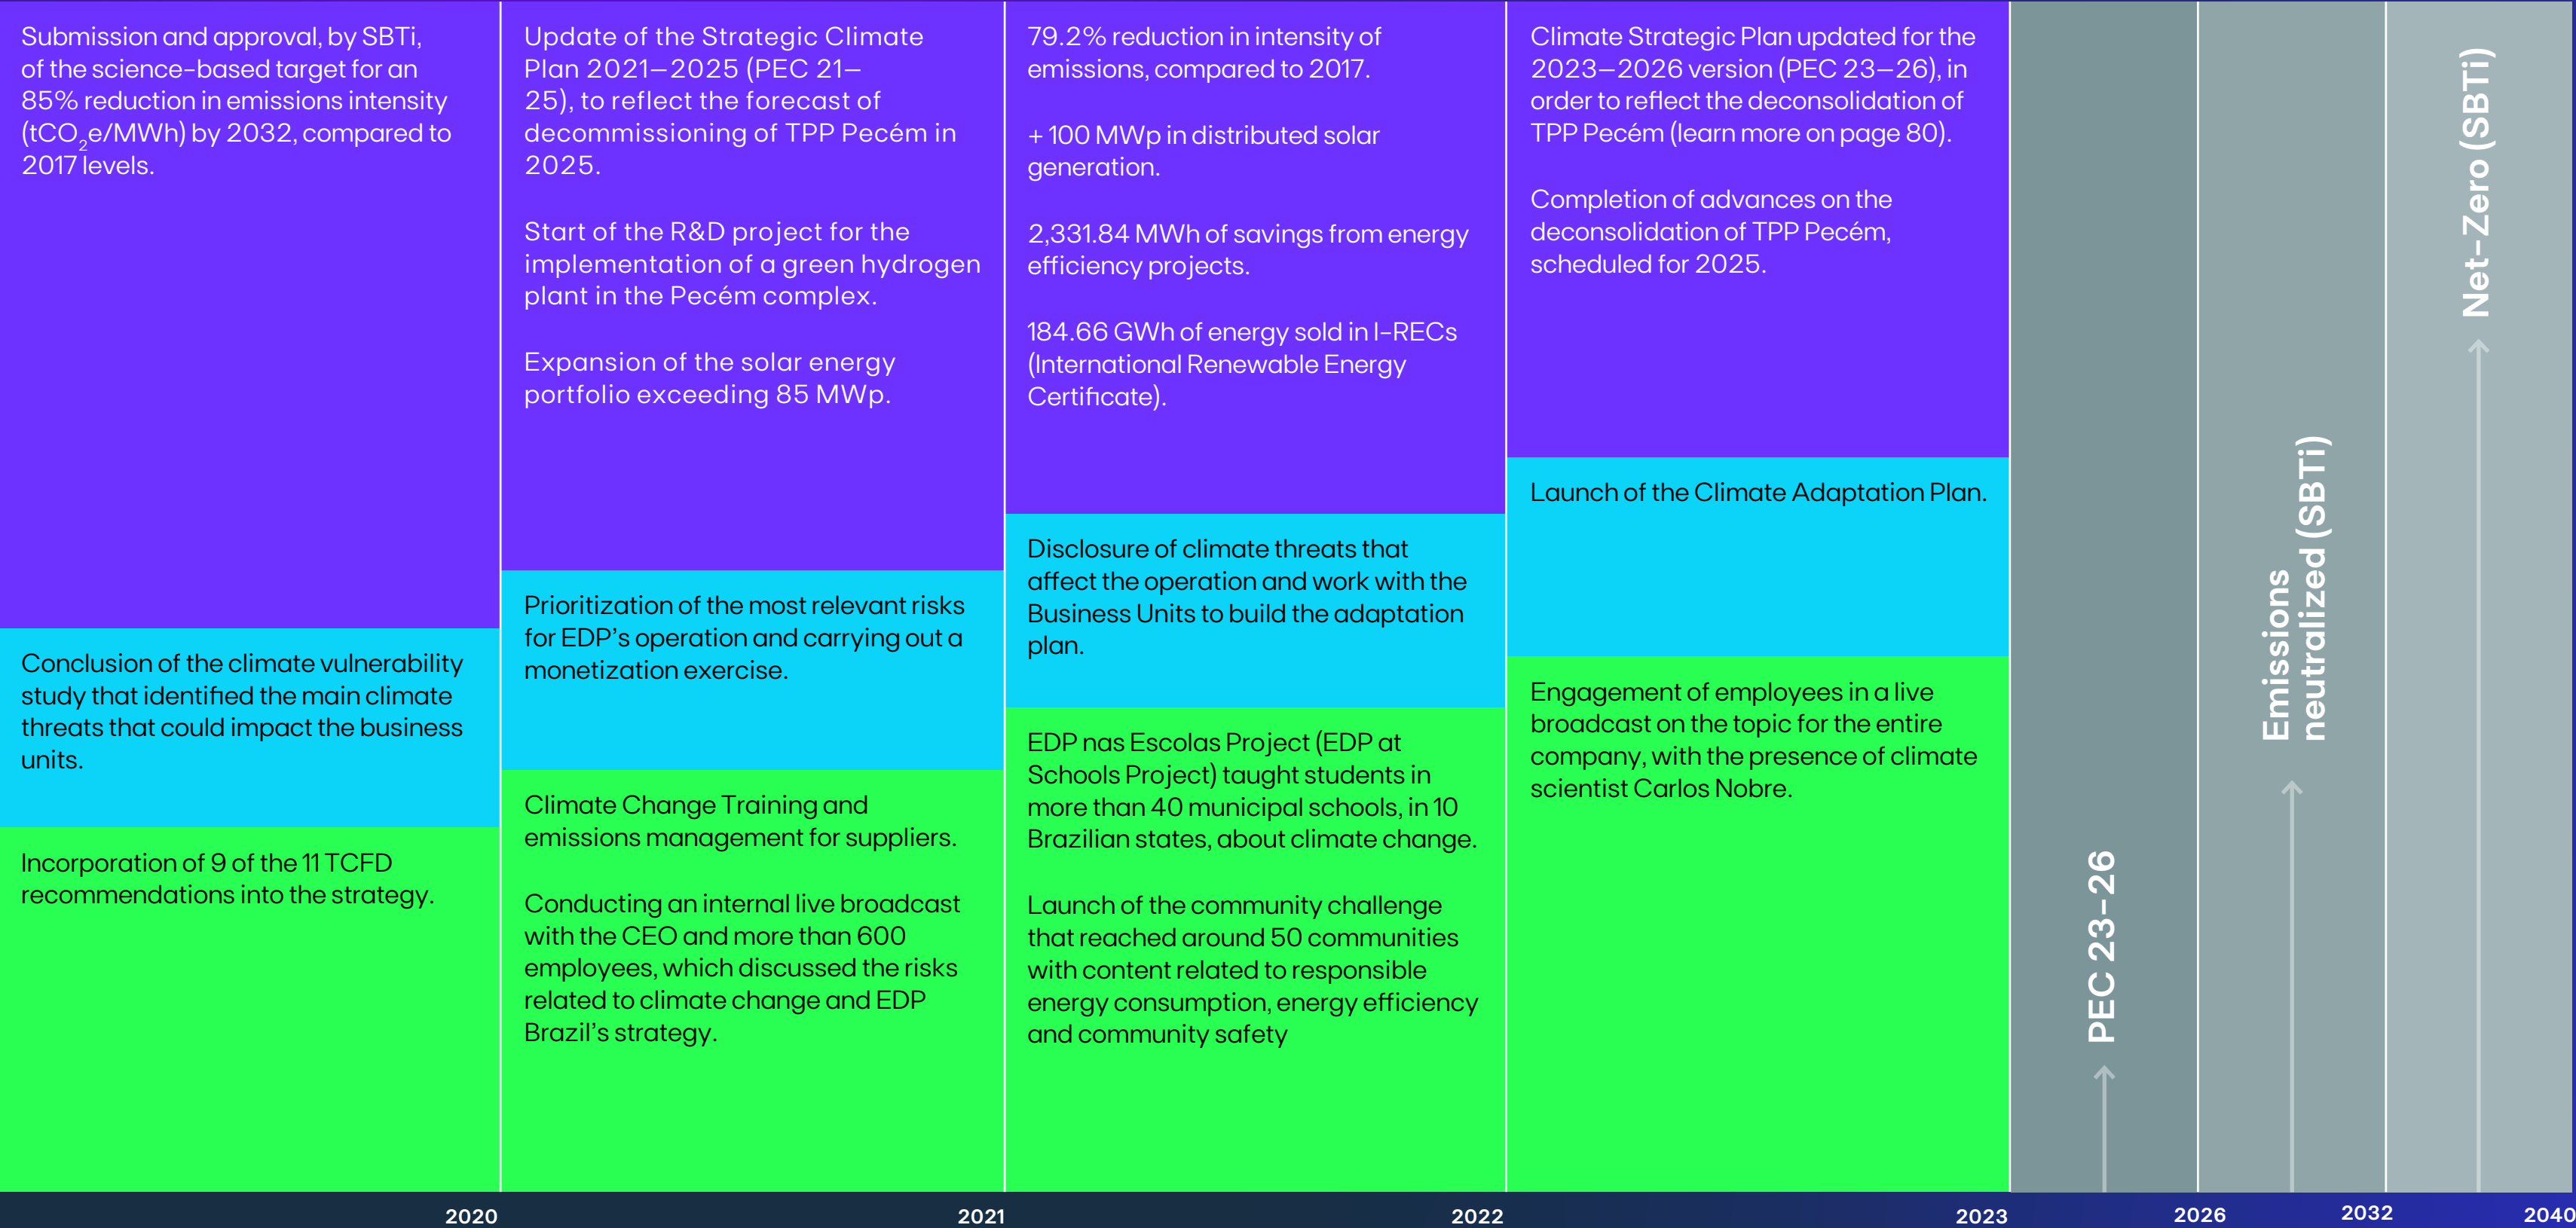 Submission and approval, by SBTi,
of the science-based target for an
85% reduction in emissions intensity
(tCO₂e/MWh) by 2032, compared to
2017 levels.
Conclusion of the climate vulnerability
study that identified the main climate
threats that could impact the business
units.
Incorporation of 9 of the 11 TCFD
recommendations into the strategy.
2020
Update of the Strategic Climate
Plan 2021–2025 (PEC 21–
25), to reflect the forecast of
decommissioning of TPP Pecém in
2025.
Start of the R&D project for the
implementation of a green hydrogen
plant in the Pecém complex.
Expansion of the solar energy
portfolio exceeding 85 MWp.
Prioritization of the most relevant risks
for EDP's operation and carrying out a
monetization exercise.
Climate Change Training and
emissions management for suppliers.
Conducting an internal live broadcast
with the CEO and more than 600
employees, which discussed the risks
related to climate change and EDP
Brazil's strategy.
2021
79.2% reduction in intensity of
emissions, compared to 2017.
+ 100 MWp in distributed solar
generation.
2,331.84 MWh of savings from energy
efficiency projects.
184.66 GWh of energy sold in I-RECs
(International Renewable Energy
Certificate).
Disclosure of climate threats that
affect the operation and work with the
Business Units to build the adaptation
plan.
EDP nas Escolas Project (EDP at
Schools Project) taught students in
more than 40 municipal schools, in 10
Brazilian states, about climate change.
Launch of the community challenge
that reached around 50 communities
with content related to responsible
energy consumption, energy efficiency
and community safety
2022
Climate Strategic Plan updated for the
2023–2026 version (PEC 23–26), in
order to reflect the deconsolidation of
TPP Pecém (learn more on page 80).
Completion of advances on the
deconsolidation of TPP Pecém,
scheduled for 2025.
Launch of the Climate Adaptation Plan.
Engagement of employees in a live
broadcast on the topic for the entire
company, with the presence of climate
scientist Carlos Nobre.
2023
PEC 23-26
2026
Emissions
neutralized (SBTi)
2032
Net-Zero (SBTi)
2040